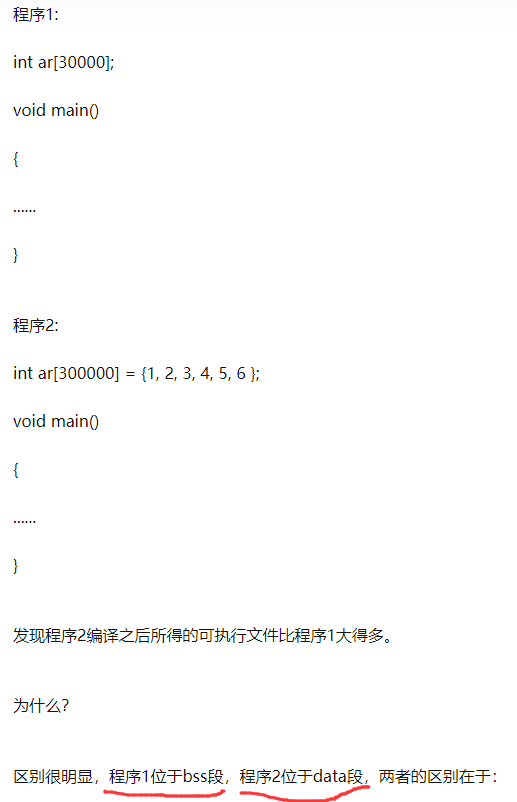 程序1:
int ar[30000];
void main()
{
......
}
程序2:
int ar[300000] = {1, 2, 3, 4, 5, 6 };
void main()
{
......
}
发现程序2编译之后所得的可执行文件比程序1大得多。
为什么?
区别很明显，程序1位于bss段，程序2位于data段，两者的区别在于：